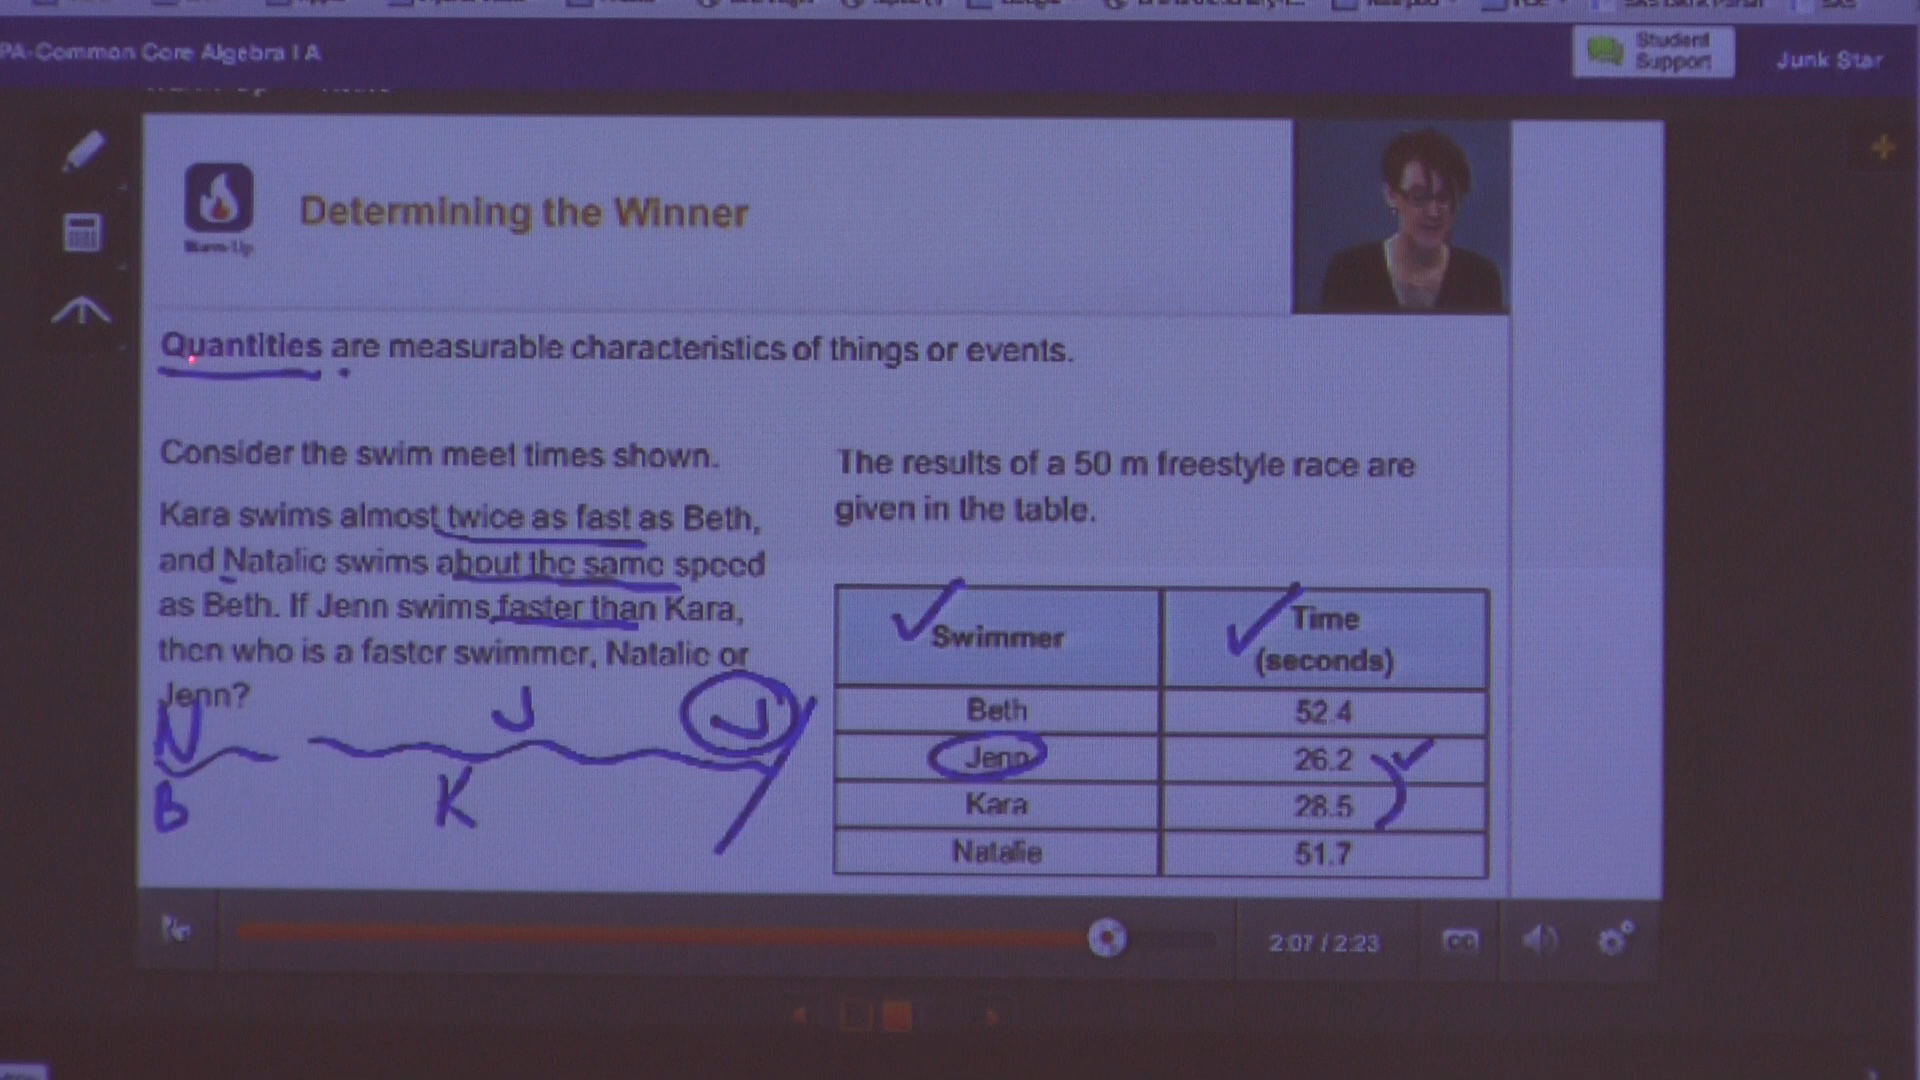 PA-Common Core Algebra I A
Student
Support
Junk Star
Warm-Up
Determining the Winner
Quantities are measurable characteristics of things or events.
Consider the swim meet times shown.
Kara swims almost twice as fast as Beth,
and Natalie swims about the same speed
as Beth. If Jenn swims faster than Kara,
then who is a faster swimmer, Natalie or
Jenn?
N J J
B K
The results of a 50 m freestyle race are
given in the table.
Swimmer Time (seconds)
Beth 52.4
Jenn 26.2
Kara 28.5
Natalie 51.7
2:07 / 2:23
CC